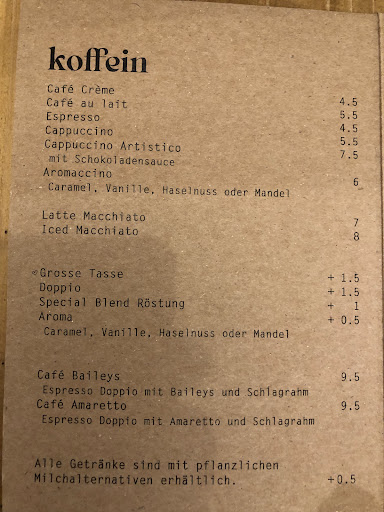 koffein
Café Crème 4.5
Café au lait 5.5
Espresso 4.5
Cappuccino 5.5
Cappuccino Artistico 7.5
mit Schokoladensauce
Aromaccino 6
Caramel, Vanille, Haselnuss oder Mandel
Latte Macchiato 7
Iced Macchiato 8
Grosse Tasse + 1.5
Doppio + 1.5
Special Blend Röstung + 1
Aroma + 0.5
Caramel, Vanille, Haselnuss oder Mandel
Café Baileys 9.5
Espresso Doppio mit Baileys und Schlagrahm
Café Amaretto 9.5
Espresso Doppio mit Amaretto und Schlagrahm
Alle Getränke sind mit pflanzlichen
Milchalternativen erhältlich. +0.5